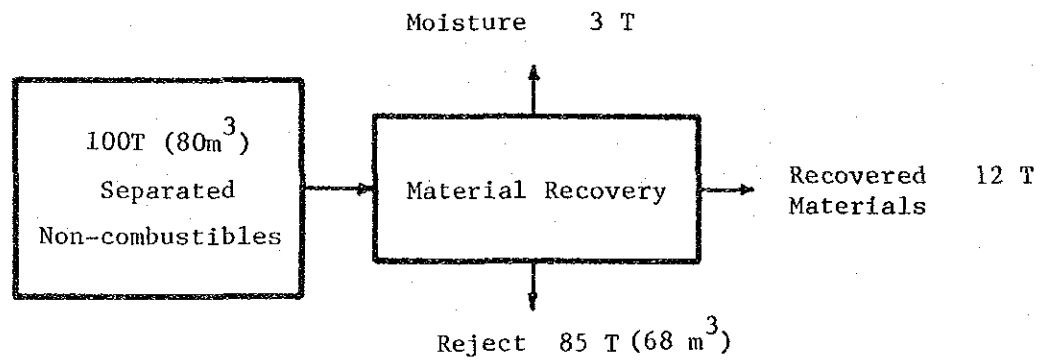 Moisture 3 T
100T (80m³)
Separated
Non-combustibles
Material Recovery
Recovered 12 T
Materials
Reject 85 T (68 m³)